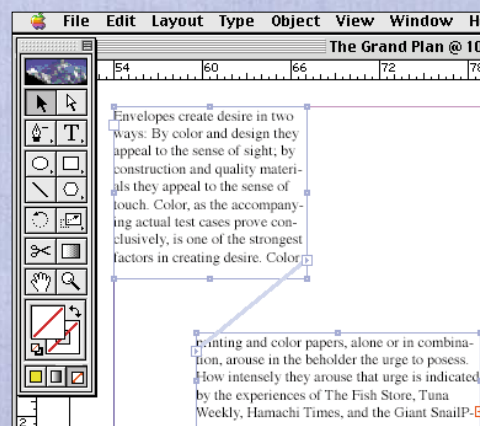 File Edit Layout Type Object View Window H
The Grand Plan @ 10
54 60 66 72 78
T
Envelopes create desire in two
ways: By color and design they
appeal to the sense of sight; by
construction and quality materi-
als they appeal to the sense of
touch. Color, as the accompany-
ing actual test cases prove con-
clusively, is one of the strongest
factors in creating desire. Color
printing and color papers, alone or in combina-
tion, arouse in the beholder the urge to posess.
How intensely they arouse that urge is indicated
by the experiences of The Fish Store, Tuna
Weekly, Hamachi Times, and the Giant SnailP-
2